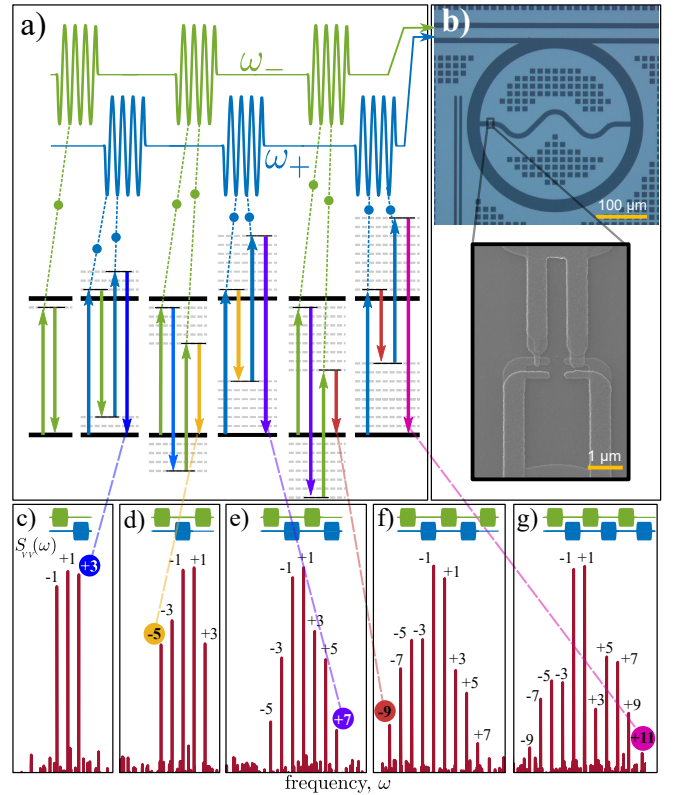 a)
ω₋
ω₊
b)
100 µm
1 µm
c)
S_vv(ω)
-1
+1
+3
d)
-5
-3
-1
+1
+3
e)
-5
-3
-1
+1
+3
+5
+7
f)
-9
-7
-5
-3
-1
+1
+3
+5
+7
g)
-9
-7
-5
-3
-1
+1
+3
+5
+7
+9
+11
frequency, ω